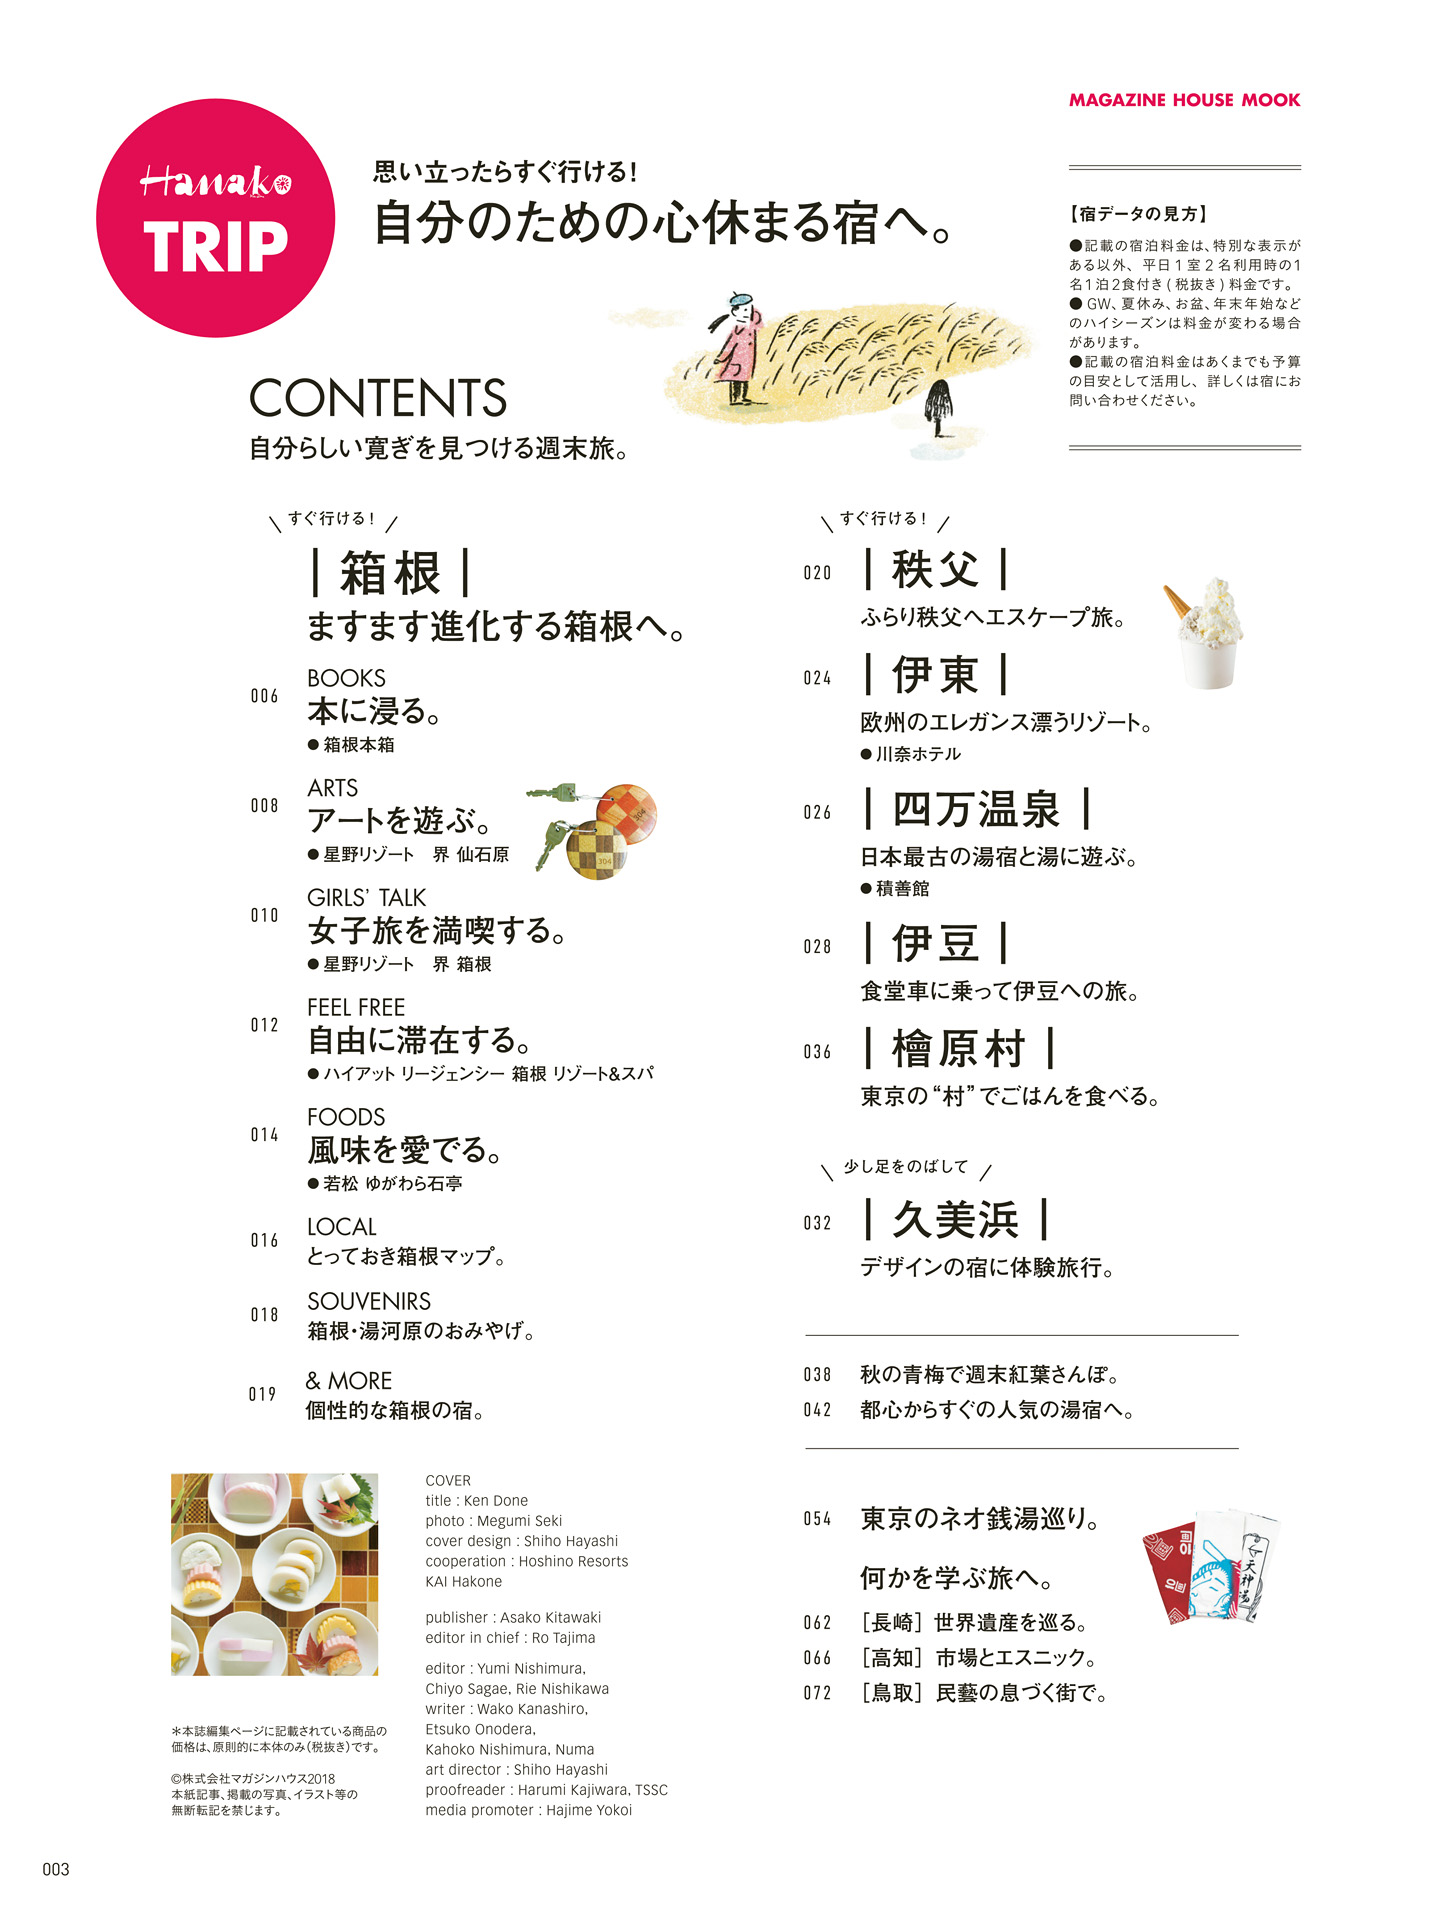 MAGAZINE HOUSE MOOK
Hanako
TRIP
思い立ったらすぐ行ける!
自分のための心休まる宿へ。
【宿データの見方】
●記載の宿泊料金は、特別な表示が
ある以外、平日1室2名利用時の1
名1泊2食付き(税抜き)料金です。
●GW、夏休み、お盆、年末年始など
のハイシーズンは料金が変わる場合
があります。
●記載の宿泊料金はあくまでも予算
の目安として活用し、詳しくは宿にお
問い合わせください。
CONTENTS
自分らしい寛ぎを見つける週末旅。
すぐ行ける!
|箱根|
ますます進化する箱根へ。
BOOKS
006 本に浸る。
●箱根本箱
ARTS
008 アートを遊ぶ。
●星野リゾート 界 仙石原
304
304
GIRLS' TALK
010 女子旅を満喫する。
●星野リゾート 界 箱根
FEEL FREE
012 自由に滞在する。
●ハイアット リージェンシー 箱根 リゾート&スパ
FOODS
014 風味を愛でる。
●若松 ゆがわら石亭
LOCAL
016 とっておき箱根マップ。
SOUVENIRS
018 箱根・湯河原のおみやげ。
& MORE
019 個性的な箱根の宿。
すぐ行ける!
020 |秩父|
ふらり秩父へエスケープ旅。
024 |伊東|
欧州のエレガンス漂うリゾート。
●川奈ホテル
026 |四万温泉|
日本最古の湯宿と湯に遊ぶ。
●積善館
028 |伊豆|
食堂車に乗って伊豆への旅。
036 |檜原村|
東京の“村”でごはんを食べる。
少し足をのばして
032 |久美浜|
デザインの宿に体験旅行。
038 秋の青梅で週末紅葉さんぽ。
042 都心からすぐの人気の湯宿へ。
054 東京のネオ銭湯巡り。
天神湯
何かを学ぶ旅へ。
062 [長崎] 世界遺産を巡る。
066 [高知] 市場とエスニック。
072 [鳥取] 民藝の息づく街で。
COVER
title : Ken Done
photo : Megumi Seki
cover design : Shiho Hayashi
cooperation : Hoshino Resorts
KAI Hakone
publisher : Asako Kitawaki
editor in chief : Ro Tajima
editor : Yumi Nishimura,
Chiyo Sagae, Rie Nishikawa
writer : Wako Kanashiro,
Etsuko Onodera,
Kahoko Nishimura, Numa
art director : Shiho Hayashi
proofreader : Harumi Kajiwara, TSSC
media promoter : Hajime Yokoi
*本誌編集ページに記載されている商品の
価格は、原則的に本体のみ(税抜き)です。
©株式会社マガジンハウス2018
本紙記事、掲載の写真、イラスト等の
無断転記を禁じます。
003